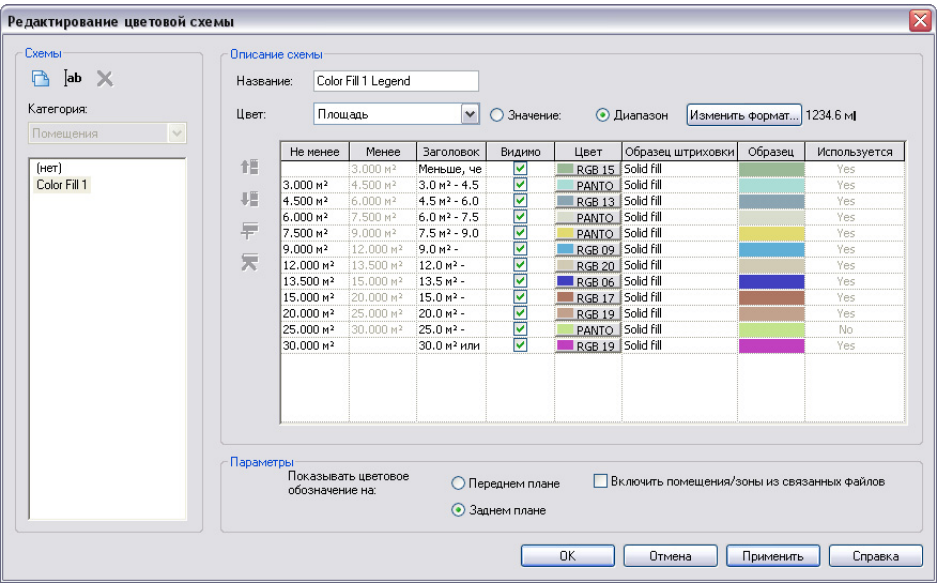 Редактирование цветовой схемы
Схемы
ab
Категория:
Помещения
(нет)
Color Fill 1
Описание схемы
Название: Color Fill 1 Legend
Цвет: Площадь Значение: Диапазон Изменить формат... 1234.6 м
Не менее Менее Заголовок Видимо Цвет Образец штриховки Образец Используется
3.000 м² Меньше, че RGB 15 Solid fill Yes
3.000 м² 4.500 м² 3.0 м² - 4.5 PANTO Solid fill Yes
4.500 м² 6.000 м² 4.5 м² - 6.0 RGB 13 Solid fill Yes
6.000 м² 7.500 м² 6.0 м² - 7.5 PANTO Solid fill Yes
7.500 м² 9.000 м² 7.5 м² - 9.0 PANTO Solid fill Yes
9.000 м² 12.000 м² 9.0 м² - RGB 09 Solid fill Yes
12.000 м² 13.500 м² 12.0 м² - RGB 20 Solid fill Yes
13.500 м² 15.000 м² 13.5 м² - RGB 06 Solid fill Yes
15.000 м² 20.000 м² 15.0 м² - RGB 17 Solid fill Yes
20.000 м² 25.000 м² 20.0 м² - RGB 19 Solid fill Yes
25.000 м² 30.000 м² 25.0 м² - PANTO Solid fill No
30.000 м² 30.0 м² или RGB 19 Solid fill Yes
Параметры
Показывать цветовое
обозначение на:
Переднем плане
Заднем плане
Включить помещения/зоны из связанных файлов
OK Отмена Применить Справка